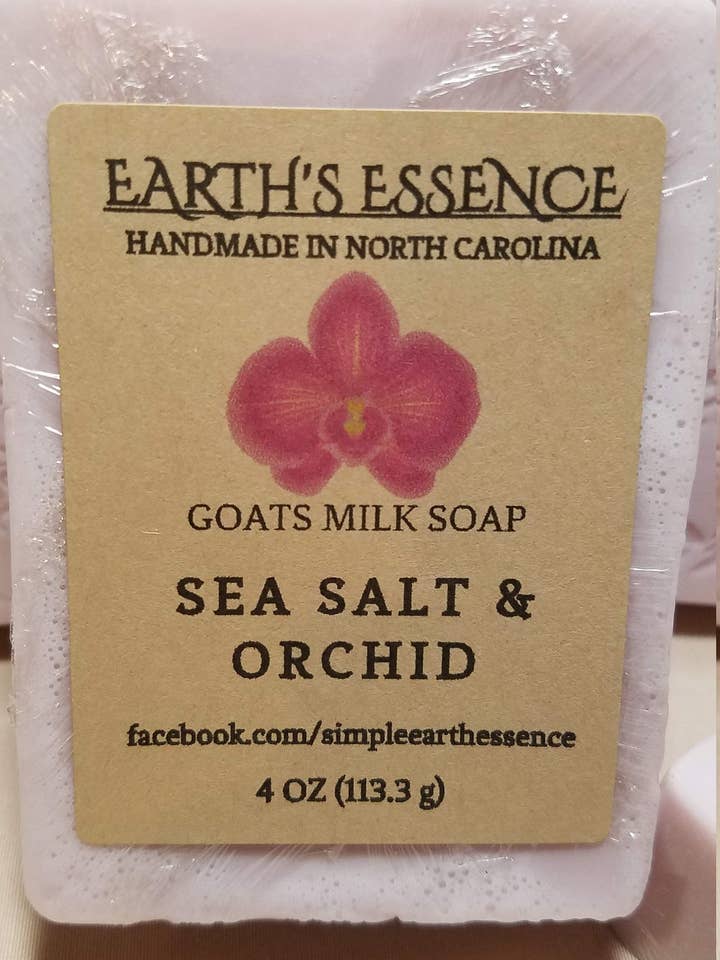 EARTH'S ESSENCE
HANDMADE IN NORTH CAROLINA
GOATS MILK SOAP
SEA SALT &
ORCHID
facebook.com/simpleearthessence
4 OZ (113.3 g)